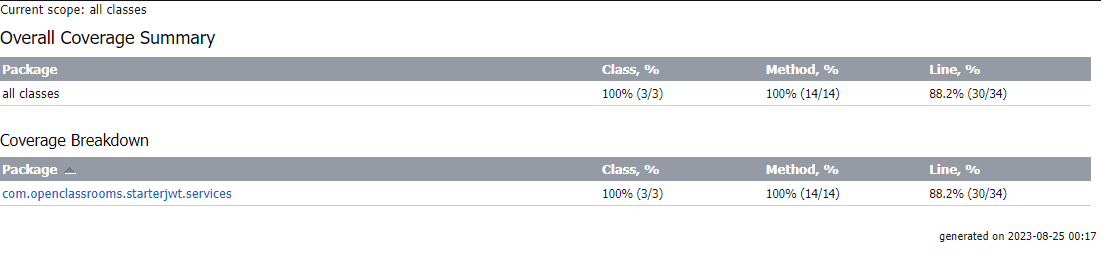 Current scope: all classes
Overall Coverage Summary
Package Class, % Method, % Line, %
all classes 100% (3/3) 100% (14/14) 88.2% (30/34)
Coverage Breakdown
Package Class, % Method, % Line, %
com.openclassrooms.starterjwt.services 100% (3/3) 100% (14/14) 88.2% (30/34)
generated on 2023-08-25 00:17